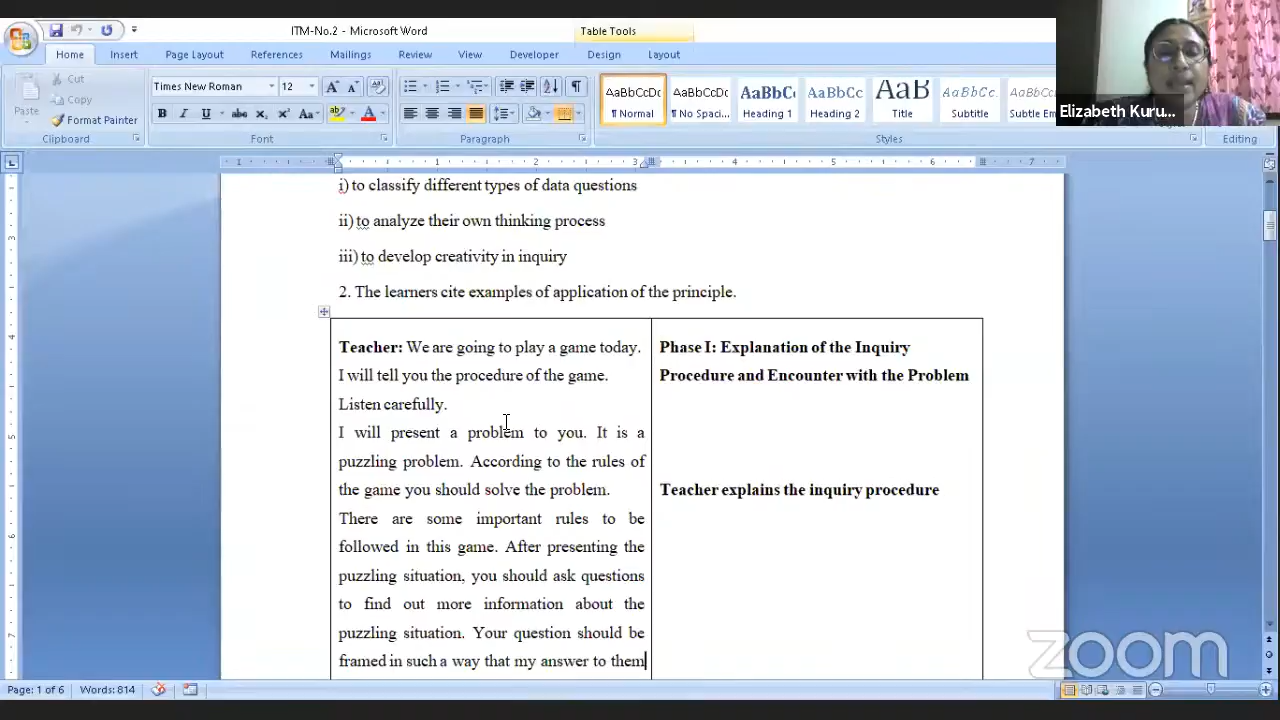 ITM-No.2 - Microsoft Word
Table Tools
Home
Insert
Page Layout
References
Mailings
Review
View
Developer
Design
Layout
Cut
Copy
Paste
Format Painter
Clipboard
Times New Roman
12
Font
Paragraph
AaBbCcDc
¶ Normal
AaBbCcDc
¶ No Spaci...
AaBbCc
Heading 1
AaBbCc
Heading 2
AaB
Title
AaBbCc.
Subtitle
AaBbCc
Subtle Em
Styles
Editing
Elizabeth Kuru...
i) to classify different types of data questions
ii) to analyze their own thinking process
iii) to develop creativity in inquiry
2. The learners cite examples of application of the principle.
Teacher: We are going to play a game today.
I will tell you the procedure of the game.
Listen carefully.
I will present a problem to you. It is a
puzzling problem. According to the rules of
the game you should solve the problem.
There are some important rules to be
followed in this game. After presenting the
puzzling situation, you should ask questions
to find out more information about the
puzzling situation. Your question should be
framed in such a way that my answer to them
Phase I: Explanation of the Inquiry
Procedure and Encounter with the Problem
Teacher explains the inquiry procedure
zoom
Page: 1 of 6
Words: 814